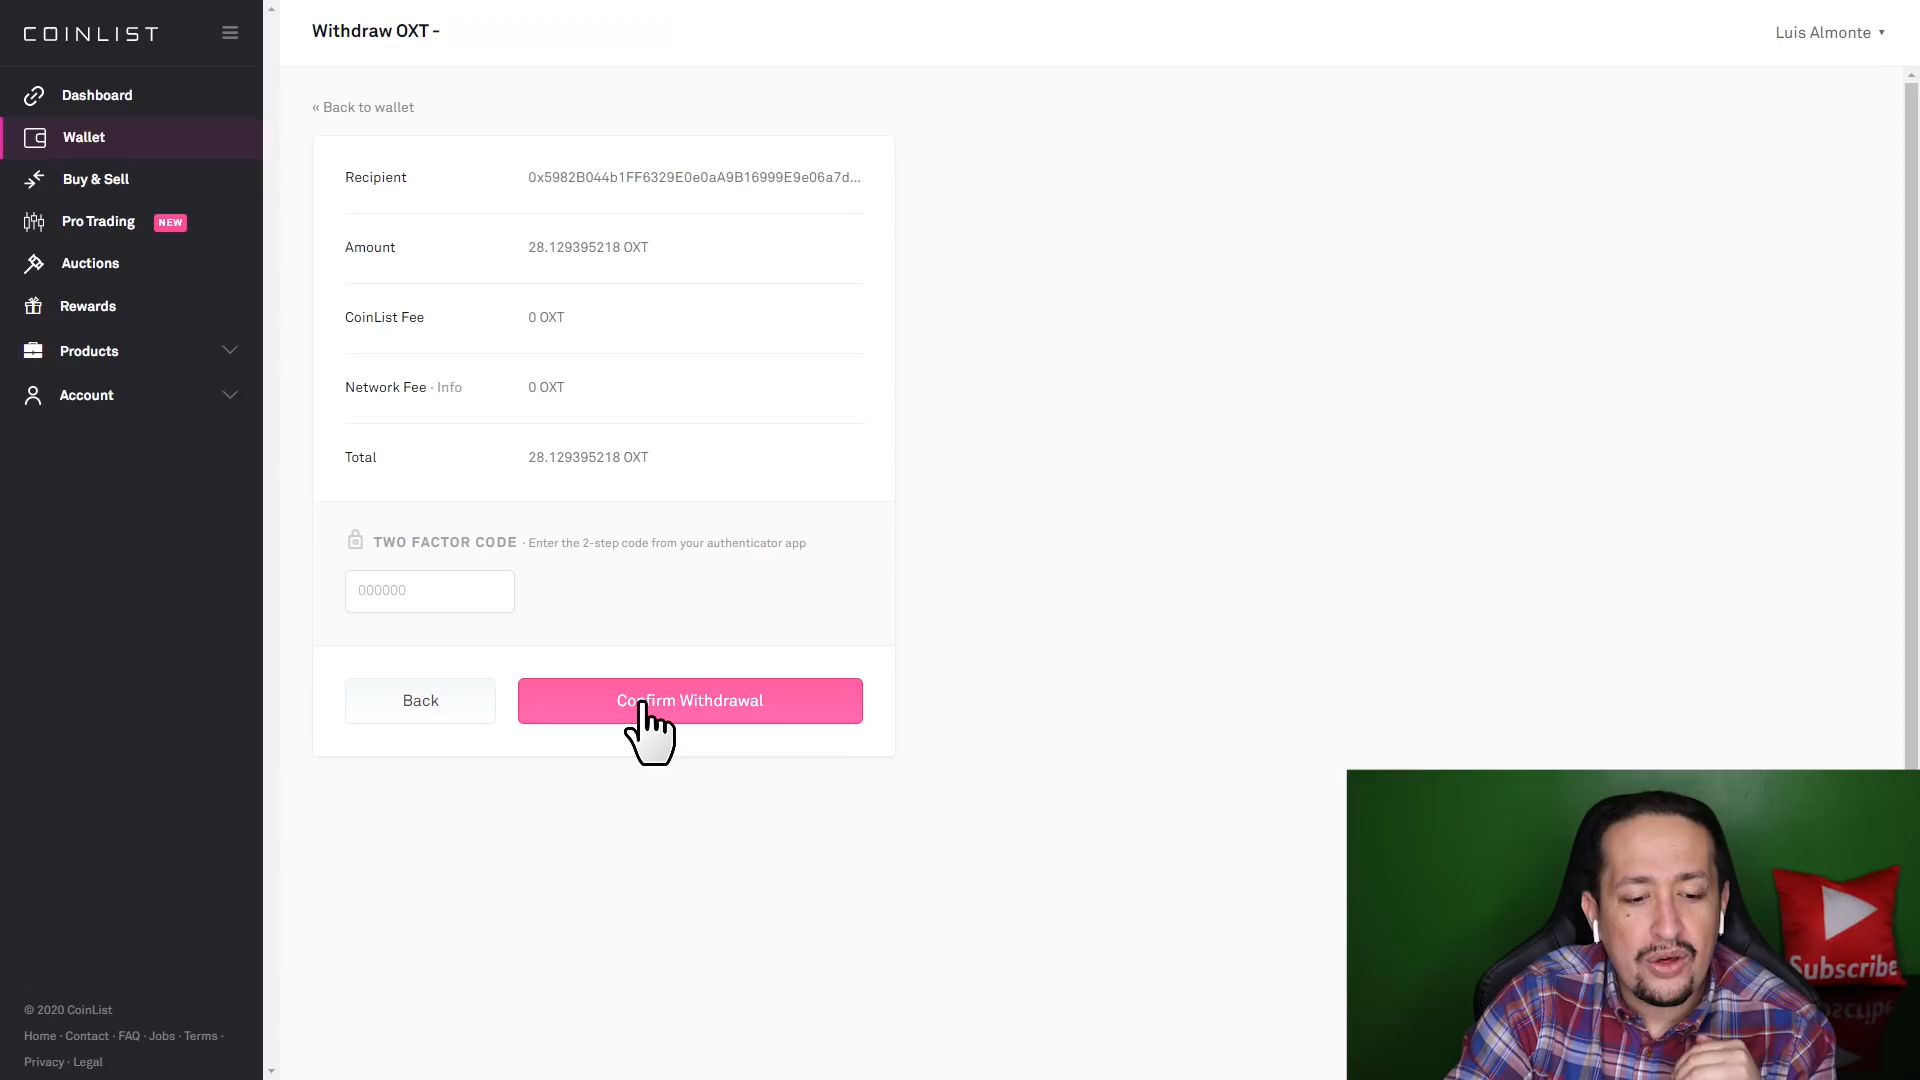 COINLIST
Withdraw OXT -
Luis Almonte
Dashboard
Wallet
Buy & Sell
Pro Trading NEW
Auctions
Rewards
Products
Account
« Back to wallet
Recipient 0x5982B044b1FF6329E0e0aA9B16999E9e06a7d...
Amount 28.129395218 OXT
CoinList Fee 0 OXT
Network Fee · Info 0 OXT
Total 28.129395218 OXT
TWO FACTOR CODE · Enter the 2-step code from your authenticator app
000000
Back Confirm Withdrawal
© 2020 CoinList
Home · Contact · FAQ · Jobs · Terms ·
Privacy · Legal
Subscribe